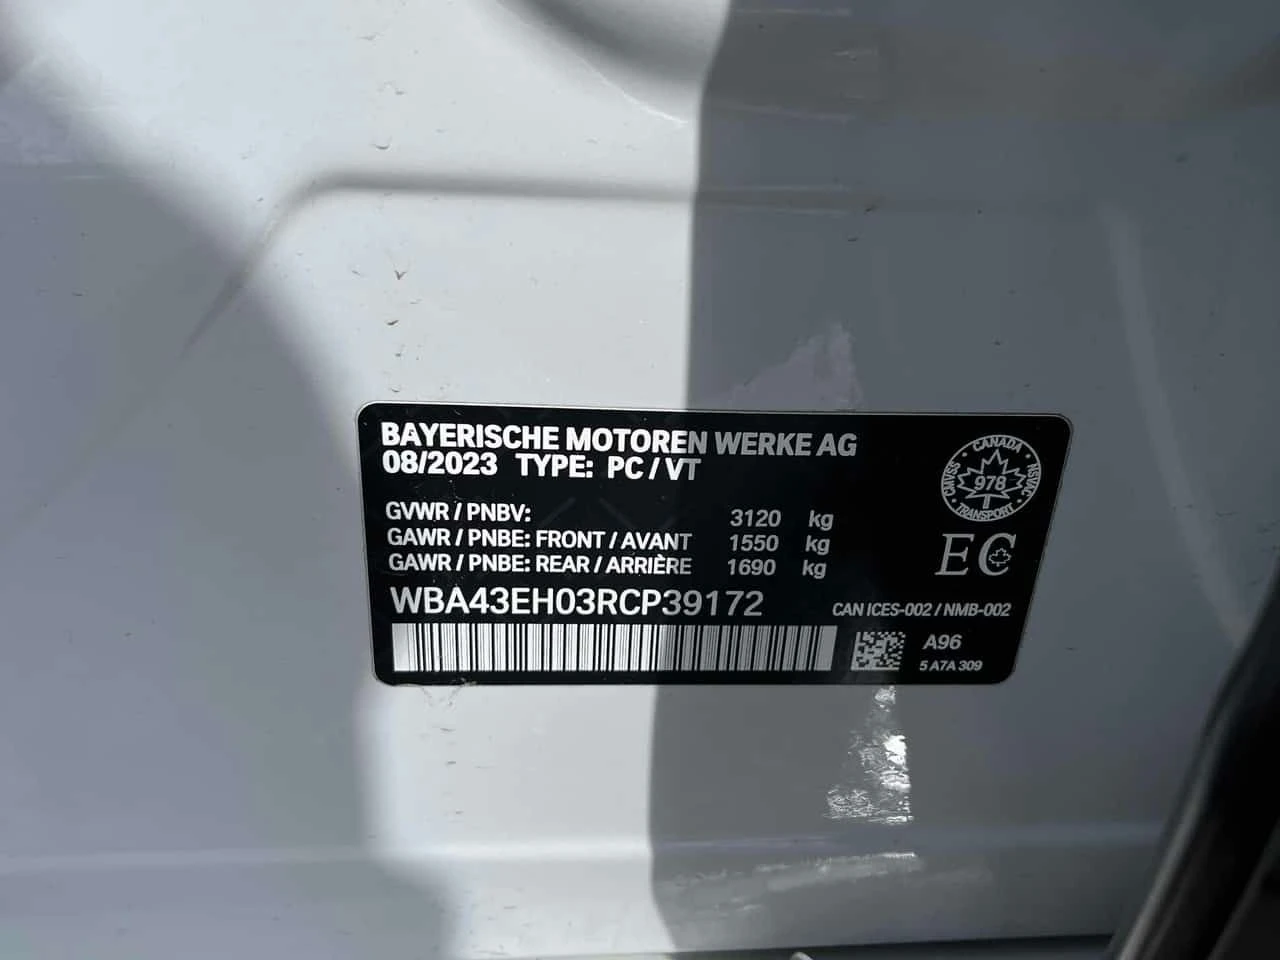 BAYERISCHE MOTOREN WERKE AG
08/2023 TYPE: PC / VT
GVWR / PNBV: 3120 kg
GAWR / PNBE: FRONT / AVANT 1550 kg
GAWR / PNBE: REAR / ARRIÈRE 1690 kg
WBA43EH03RCP39172
CANADA
CMVSS 978 NSVAC
TRANSPORT
EC
CAN ICES-002 / NMB-002
A96
5 A7A 309